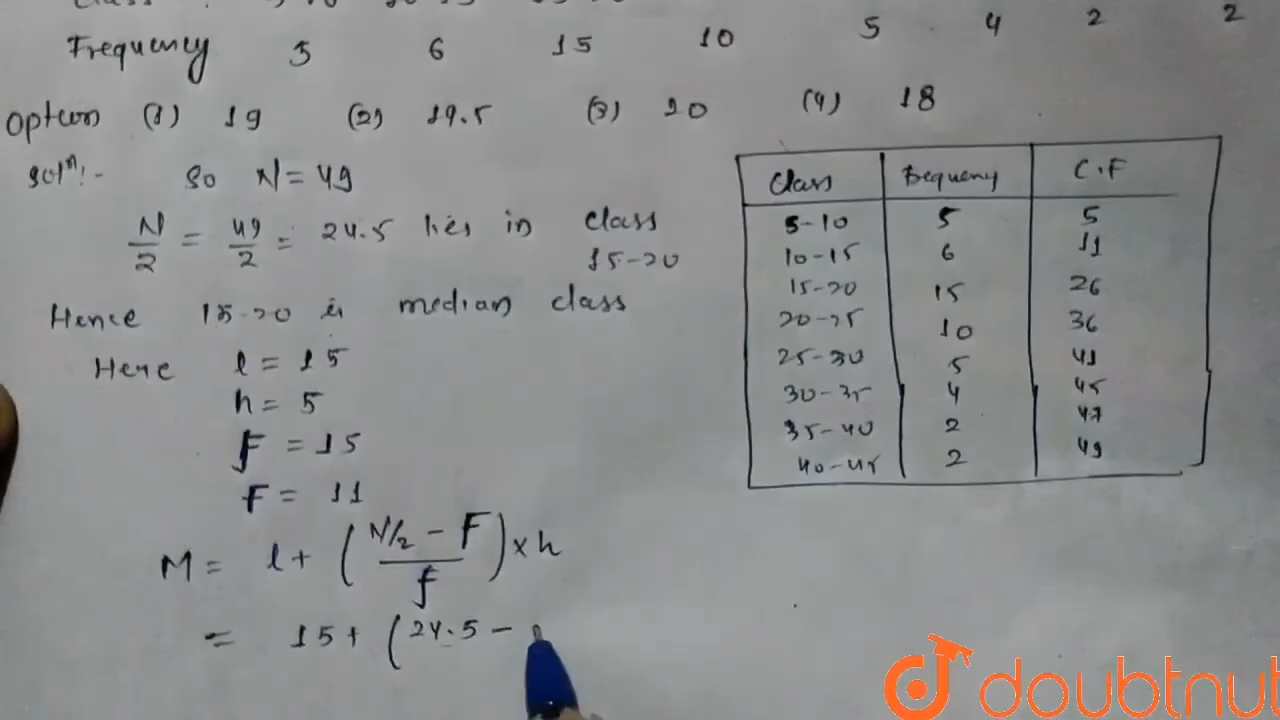 Frequency 5 6 15 10 5 4 2 2
Option (1) 19 (2) 19.5 (3) 20 (4) 18
Solⁿ:- So N = 49
N/2 = 49/2 = 24.5 lies in class
15-20
Hence 15-20 is median class
Here l = 15
h = 5
f = 15
F = 11
M = l + (N/2 - F / f) × h
= 15 + (24.5 -
Class Frequency C.F
5-10 5 5
10-15 6 11
15-20 15 26
20-25 10 36
25-30 5 41
30-35 4 45
35-40 2 47
40-45 2 49
doubtnut